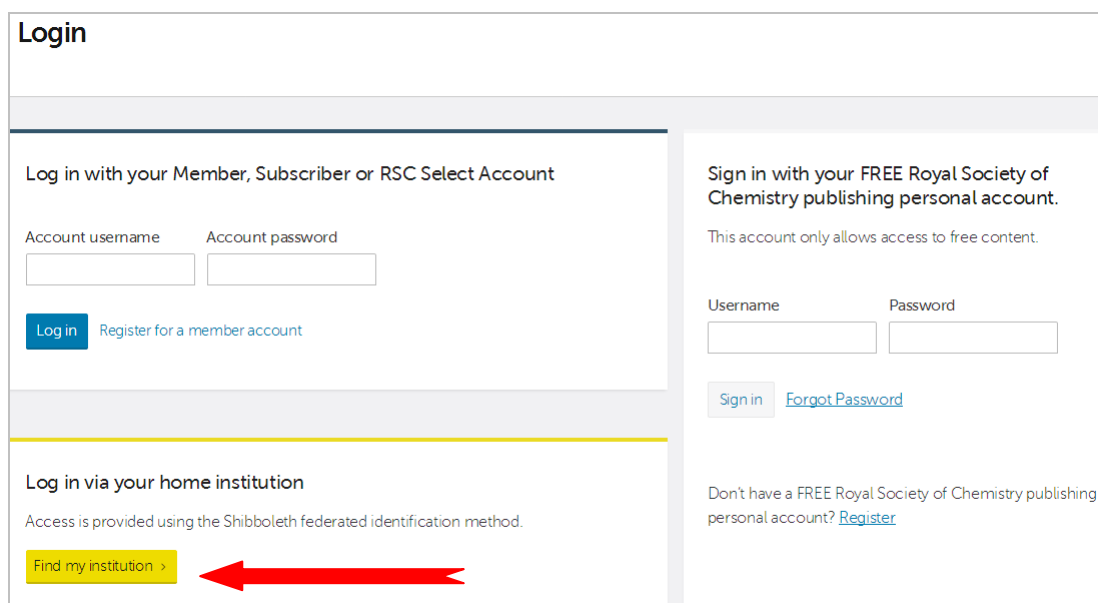 Login
Log in with your Member, Subscriber or RSC Select Account
Account username
Account password
Log in
Register for a member account
Log in via your home institution
Access is provided using the Shibboleth federated identification method.
Find my institution ›
Sign in with your FREE Royal Society of
Chemistry publishing personal account.
This account only allows access to free content.
Username
Password
Sign in
Forgot Password
Don't have a FREE Royal Society of Chemistry publishing
personal account? Register